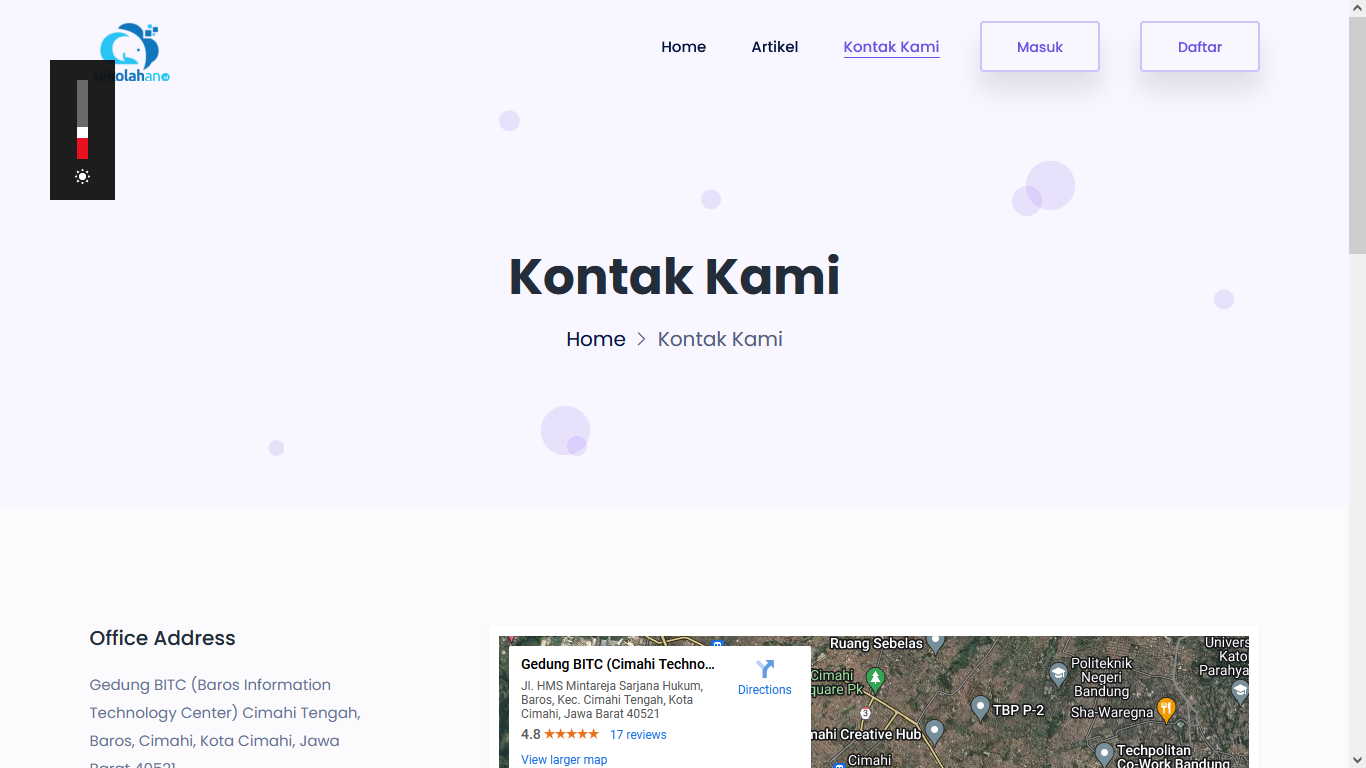 sekolahan
Home
Artikel
Kontak Kami
Masuk
Daftar
Kontak Kami
Home
Kontak Kami
Office Address
Gedung BITC (Baros Information
Technology Center) Cimahi Tengah,
Baros, Cimahi, Kota Cimahi, Jawa
Barat 40521
Gedung BITC (Cimahi Techno...
Jl. HMS Mintareja Sarjana Hukum,
Baros, Kec. Cimahi Tengah, Kota
Cimahi, Jawa Barat 40521
Directions
4.8
17 reviews
View larger map
Ruang Sebelas
Cimahi
quare Pk
3
TBP P-2
mahi Creative Hub
Cimahi
Politeknik
Negeri
Bandung
Sha-Waregna
Techpolitan
Co-Work Bandung
Univers
Kato
Parahya